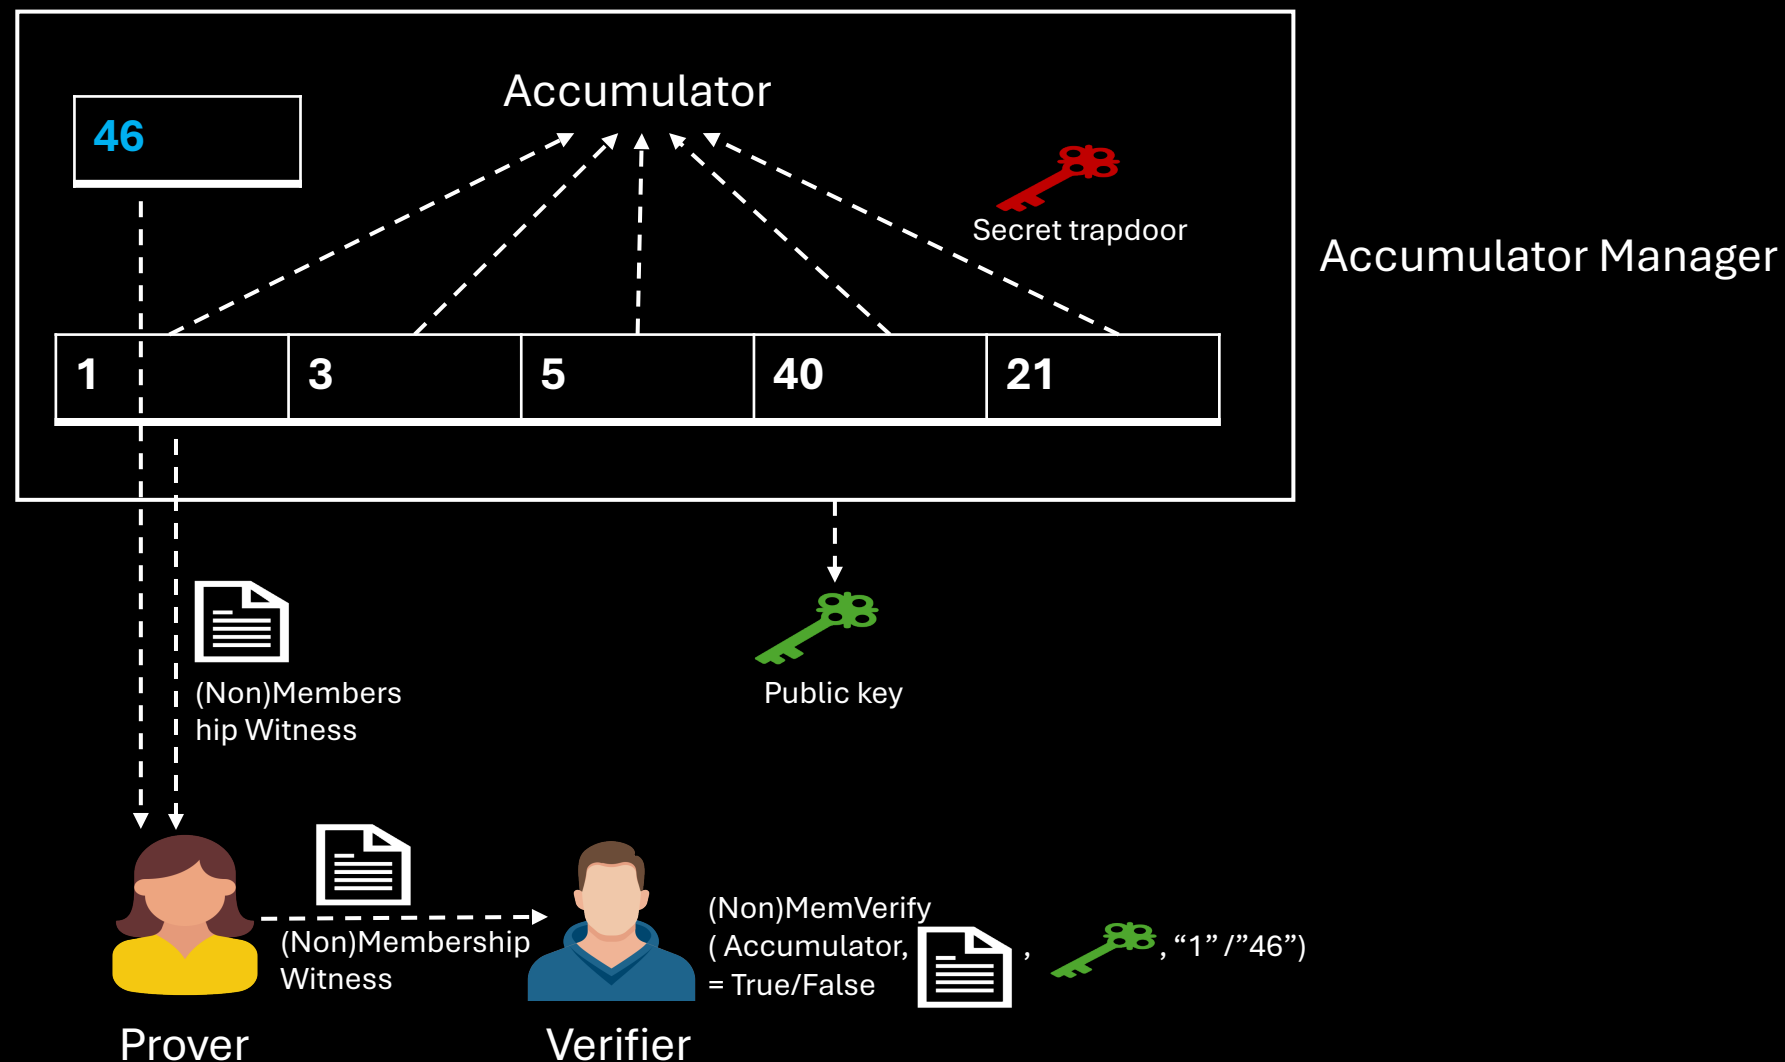 Accumulator
46
Secret trapdoor
Accumulator Manager
1
3
5
40
21
(Non)Members
hip Witness
Public key
(Non)Membership
Witness
(Non)MemVerify
( Accumulator, , , “1” /”46”)
= True/False
Prover
Verifier